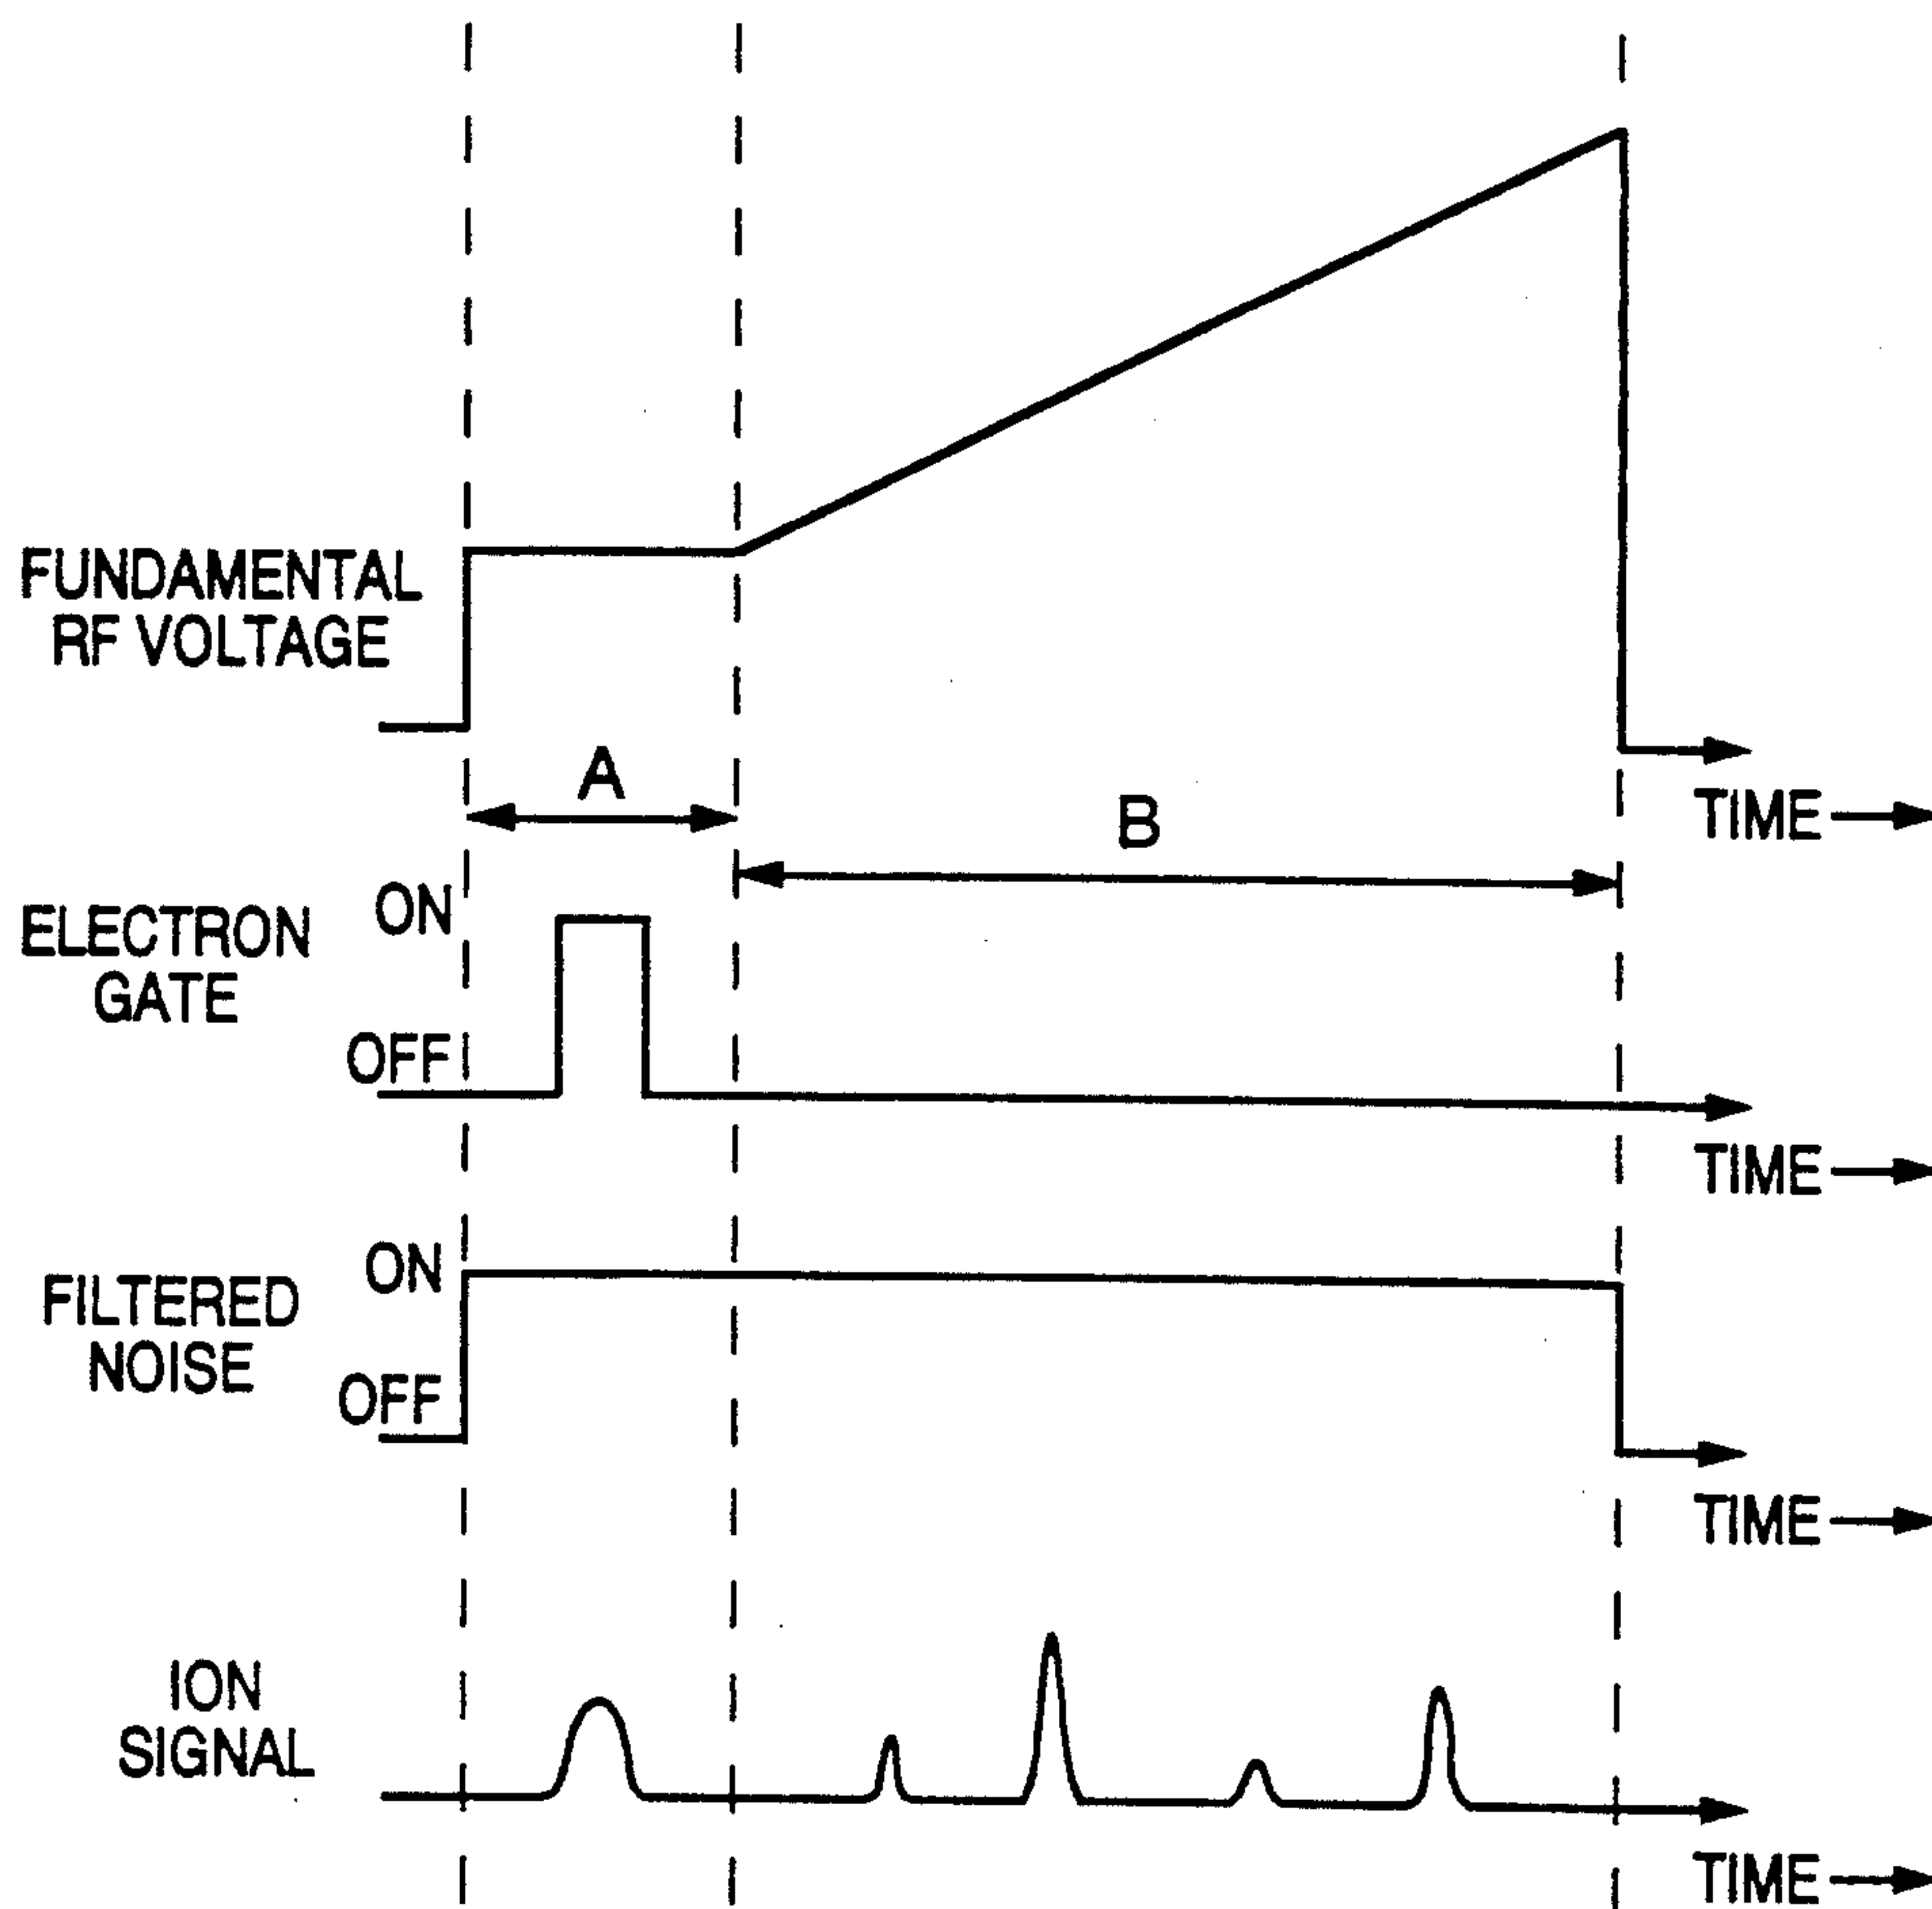 FUNDAMENTAL
RF VOLTAGE
A
B
TIME
ELECTRON
GATE
ON
OFF
TIME
FILTERED
NOISE
ON
OFF
TIME
ION
SIGNAL
TIME